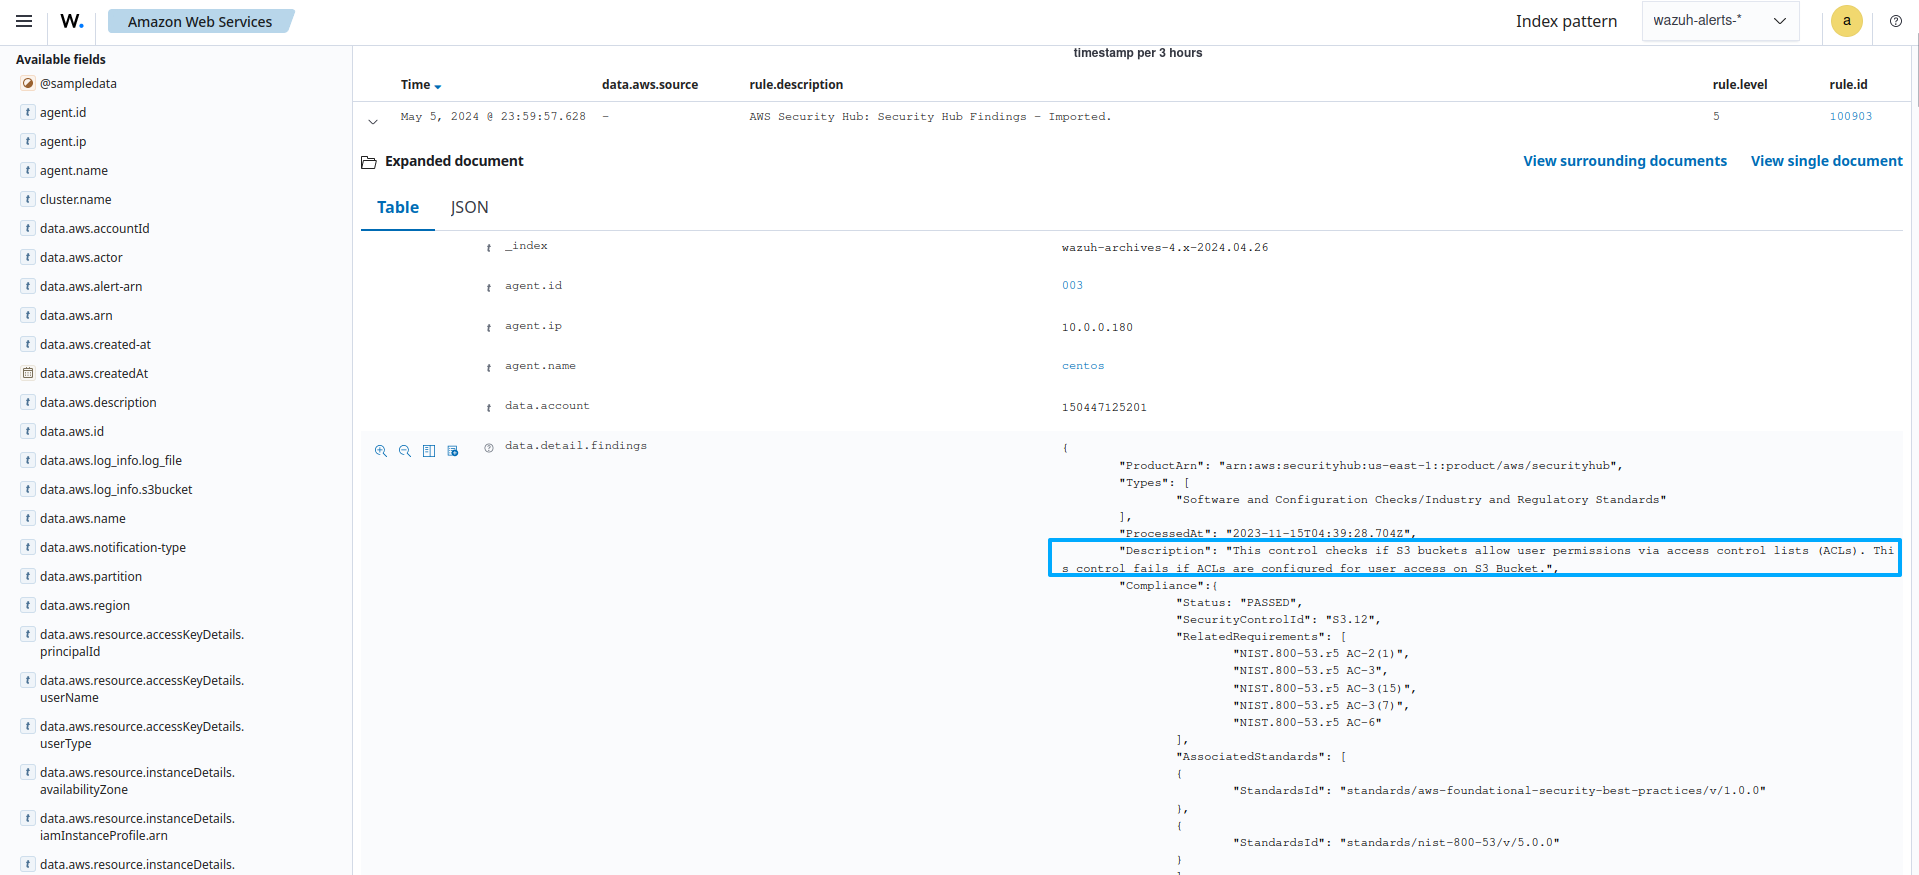 W.
Amazon Web Services
Index pattern
wazuh-alerts-*
a
Available fields
@sampledata
t agent.id
t agent.ip
t agent.name
t cluster.name
t data.aws.accountId
t data.aws.actor
t data.aws.alert-arn
t data.aws.arn
t data.aws.created-at
data.aws.createdAt
t data.aws.description
t data.aws.id
t data.aws.log_info.log_file
t data.aws.log_info.s3bucket
t data.aws.name
t data.aws.notification-type
t data.aws.partition
t data.aws.region
t data.aws.resource.accessKeyDetails.
principalId
t data.aws.resource.accessKeyDetails.
userName
t data.aws.resource.accessKeyDetails.
userType
t data.aws.resource.instanceDetails.
availabilityZone
t data.aws.resource.instanceDetails.
iamInstanceProfile.arn
t data.aws.resource.instanceDetails.
timestamp per 3 hours
Time data.aws.source rule.description rule.level rule.id
May 5, 2024 @ 23:59:57.628 – AWS Security Hub: Security Hub Findings - Imported. 5 100903
Expanded document View surrounding documents View single document
Table JSON
t _index wazuh-archives-4.x-2024.04.26
t agent.id 003
t agent.ip 10.0.0.180
t agent.name centos
t data.account 150447125201
? data.detail.findings {
"ProductArn": "arn:aws:securityhub:us-east-1::product/aws/securityhub",
"Types": [
"Software and Configuration Checks/Industry and Regulatory Standards"
],
"ProcessedAt": "2023-11-15T04:39:28.704Z",
"Description": "This control checks if S3 buckets allow user permissions via access control lists (ACLs). Thi
s control fails if ACLs are configured for user access on S3 Bucket.",
"Compliance":{
"Status: "PASSED",
"SecurityControlId": "S3.12",
"RelatedRequirements": [
"NIST.800-53.r5 AC-2(1)",
"NIST.800-53.r5 AC-3",
"NIST.800-53.r5 AC-3(15)",
"NIST.800-53.r5 AC-3(7)",
"NIST.800-53.r5 AC-6"
],
"AssociatedStandards": [
{
"StandardsId": "standards/aws-foundational-security-best-practices/v/1.0.0"
},
{
"StandardsId": "standards/nist-800-53/v/5.0.0"
}